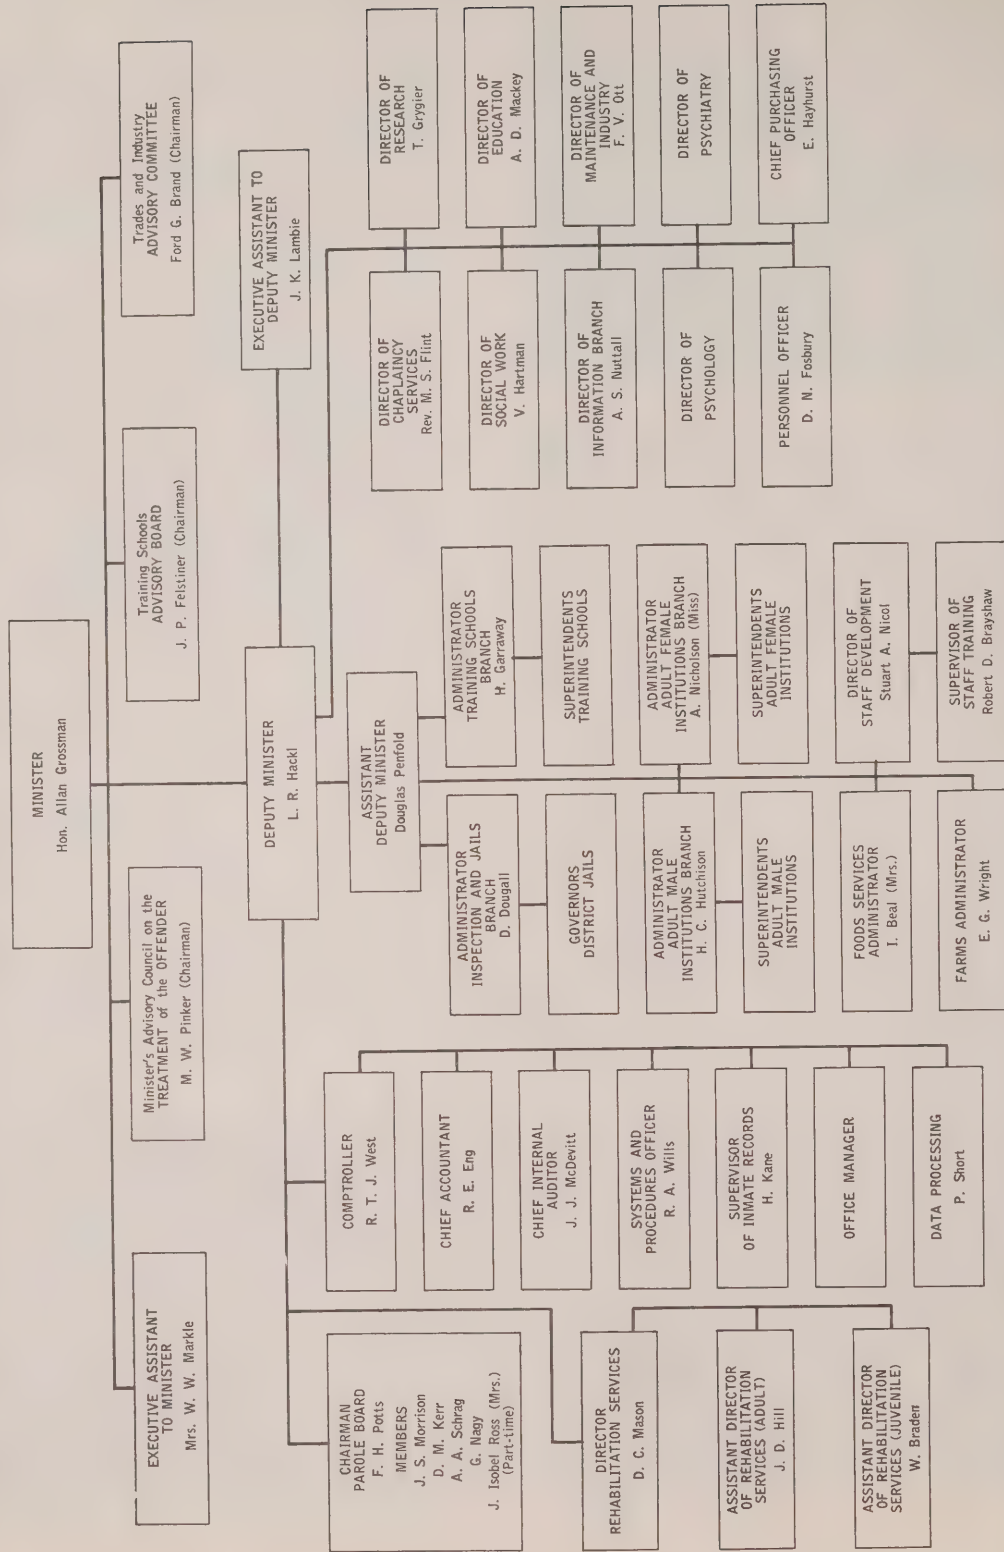 MINISTER
Hon. Allan Grossman
EXECUTIVE ASSISTANT
TO MINISTER
Mrs. W. W. Markle
Minister's Advisory Council on the
TREATMENT of the OFFENDER
M. W. Pinker (Chairman)
Training Schools
ADVISORY BOARD
J. P. Felstiner (Chairman)
Trades and Industry
ADVISORY COMMITTEE
Ford G. Brand (Chairman)
DEPUTY MINISTER
L. R. Hackl
EXECUTIVE ASSISTANT TO
DEPUTY MINISTER
J. K. Lambie
ASSISTANT
DEPUTY MINISTER
Douglas Penfold
CHAIRMAN
PAROLE BOARD
F. H. Potts
MEMBERS
J. S. Morrison
D. M. Kerr
A. A. Schrag
G. Nagy
J. Isobel Ross (Mrs.)
(Part-time)
DIRECTOR
REHABILITATION SERVICES
D. C. Mason
ASSISTANT DIRECTOR
OF REHABILITATION
SERVICES (ADULT)
J. D. Hill
ASSISTANT DIRECTOR
OF REHABILITATION
SERVICES (JUVENILE)
W. Braden
COMPTROLLER
R. T. J. West
CHIEF ACCOUNTANT
R. E. Eng
CHIEF INTERNAL
AUDITOR
J. J. McDevitt
SYSTEMS AND
PROCEDURES OFFICER
R. A. Wills
SUPERVISOR
OF INMATE RECORDS
H. Kane
OFFICE MANAGER
DATA PROCESSING
P. Short
ADMINISTRATOR
INSPECTION AND JAILS
BRANCH
D. Dougall
GOVERNORS
DISTRICT JAILS
ADMINISTRATOR
ADULT MALE
INSTITUTIONS BRANCH
H. C. Hutchison
SUPERINTENDENTS
ADULT MALE
INSTITUTIONS
FOODS SERVICES
ADMINISTRATOR
I. Beal (Mrs.)
FARMS ADMINISTRATOR
E. G. Wright
ADMINISTRATOR
TRAINING SCHOOLS
BRANCH
H. Garraway
SUPERINTENDENTS
TRAINING SCHOOLS
ADMINISTRATOR
ADULT FEMALE
INSTITUTIONS BRANCH
A. Nicholson (Miss)
SUPERINTENDENTS
ADULT FEMALE
INSTITUTIONS
DIRECTOR OF
STAFF DEVELOPMENT
Stuart A. Nicol
SUPERVISOR OF
STAFF TRAINING
Robert D. Brayshaw
DIRECTOR OF
CHAPLAINCY
SERVICES
Rev. M. S. Flint
DIRECTOR OF
SOCIAL WORK
V. Hartman
DIRECTOR OF
INFORMATION BRANCH
A. S. Nuttall
DIRECTOR OF
PSYCHOLOGY
PERSONNEL OFFICER
D. N. Fosbury
DIRECTOR OF
RESEARCH
T. Grygier
DIRECTOR OF
EDUCATION
A. D. Mackey
DIRECTOR OF
MAINTENANCE AND
INDUSTRY
F. V. Ott
DIRECTOR OF
PSYCHIATRY
CHIEF PURCHASING
OFFICER
E. Hayhurst